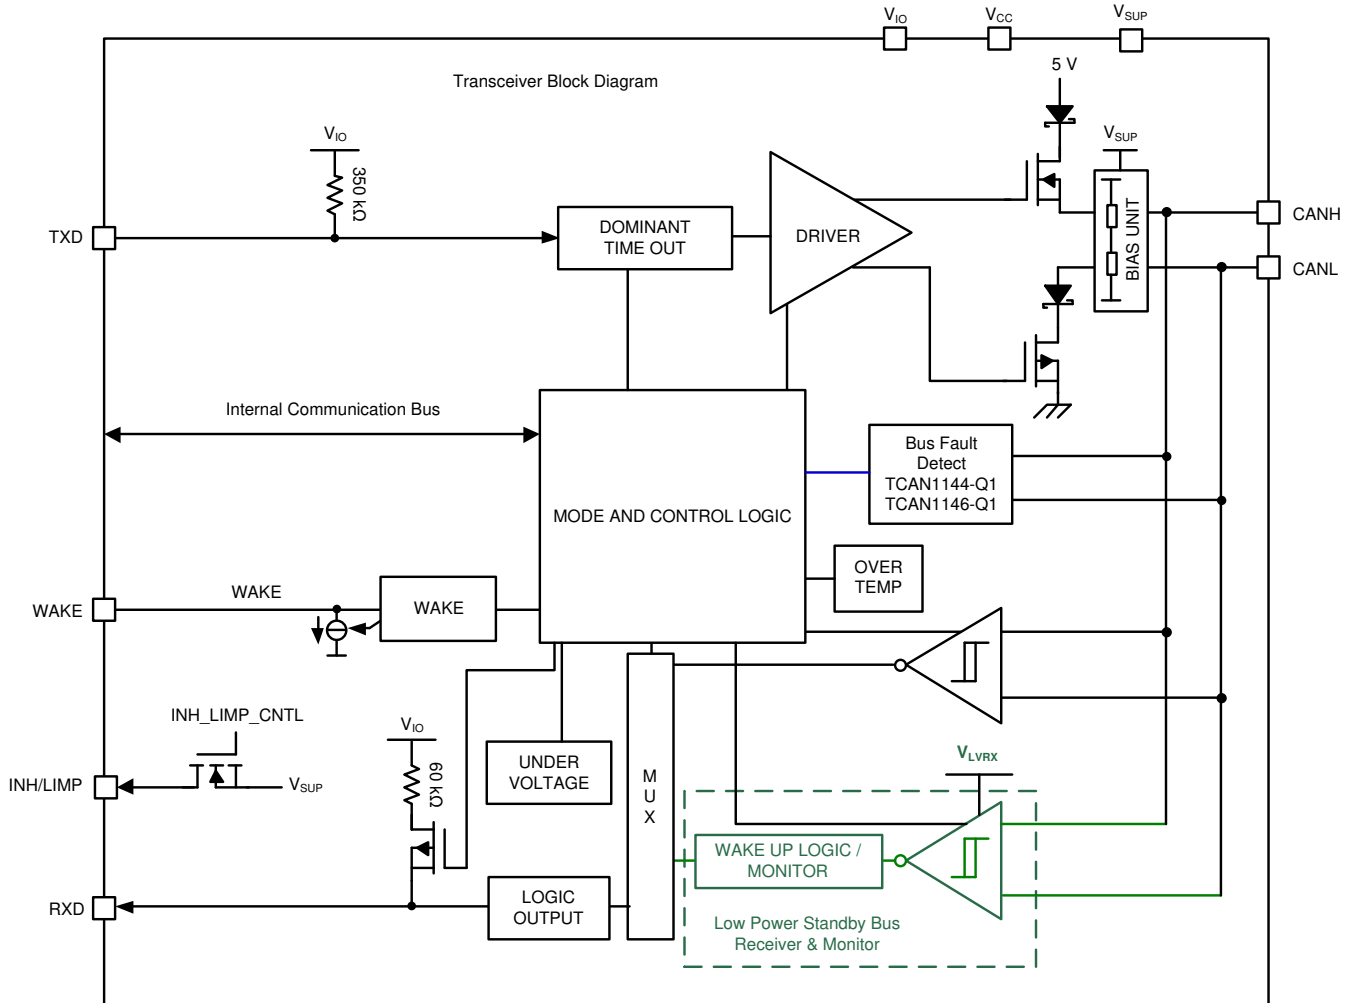 VIO
VCC
VSUP
Transceiver Block Diagram
5 V
VIO
350 kΩ
VSUP
TXD
DOMINANT
TIME OUT
DRIVER
BIAS UNIT
CANH
CANL
Internal Communication Bus
Bus Fault
Detect
TCAN1144-Q1
TCAN1146-Q1
MODE AND CONTROL LOGIC
OVER
TEMP
WAKE
WAKE
WAKE
INH_LIMP_CNTL
VIO
INH/LIMP
VSUP
60 kΩ
UNDER
VOLTAGE
M
U
X
VLVRX
WAKE UP LOGIC /
MONITOR
RXD
LOGIC
OUTPUT
Low Power Standby Bus
Receiver & Monitor